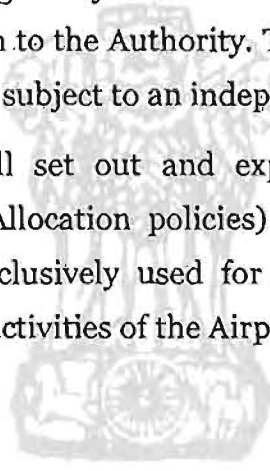 n to the Authority.
subject to an indep
ll set out and exp
Allocation policies)
clusively used for
ctivities of the Airp